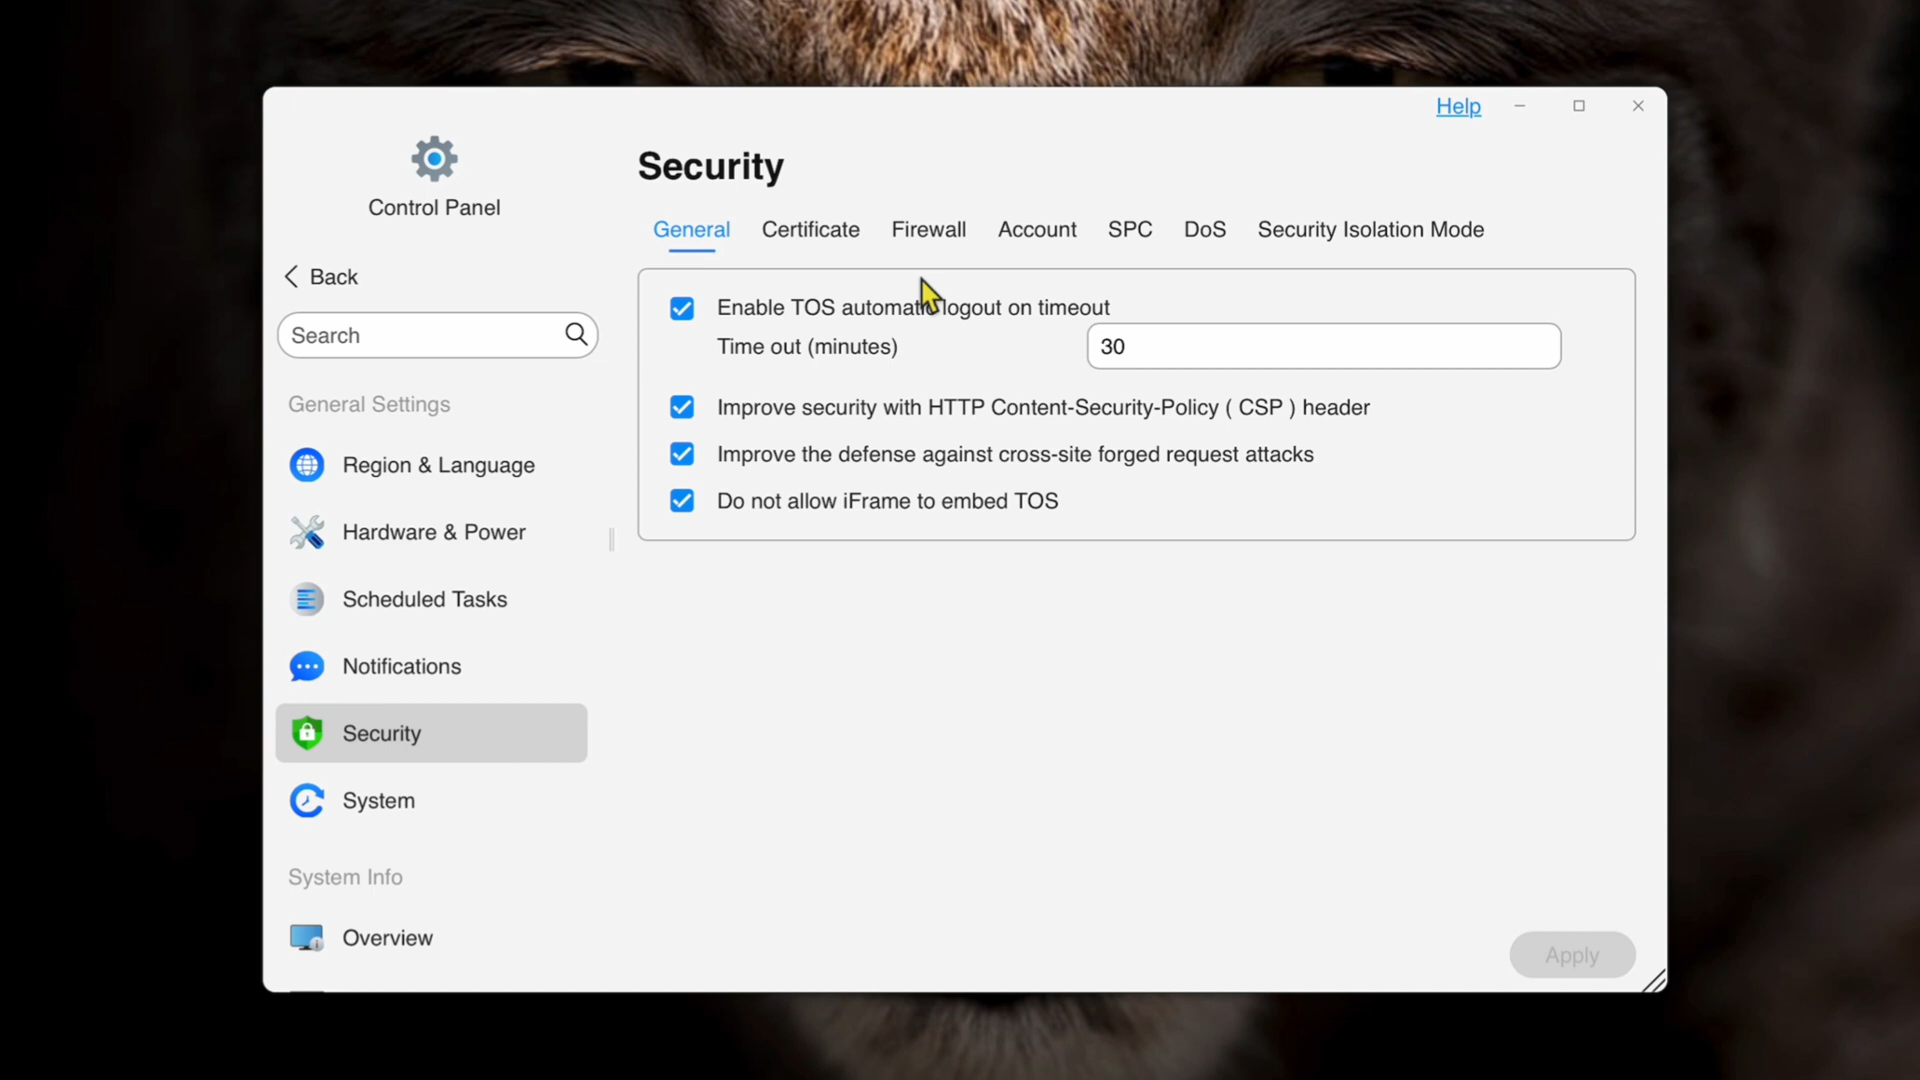 Help
Control Panel
Security
General Certificate Firewall Account SPC DoS Security Isolation Mode
Back
Search
Enable TOS automatic logout on timeout
Time out (minutes) 30
Improve security with HTTP Content-Security-Policy ( CSP ) header
Improve the defense against cross-site forged request attacks
Do not allow iFrame to embed TOS
General Settings
Region & Language
Hardware & Power
Scheduled Tasks
Notifications
Security
System
System Info
Overview
Apply